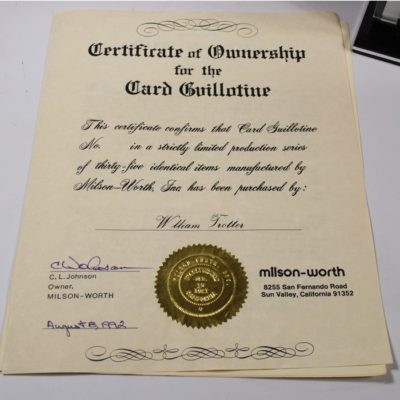 Certificate of Ownership
for the
Card Guillotine
This certificate confirms that Card Guillotine
No. in a strictly limited production series
of thirty-five identical items manufactured by
Milson-Worth, Inc. has been purchased by:
William Trotter
C. L. Johnson
Owner,
MILSON-WORTH
milson-worth
8255 San Fernando Road
Sun Valley, California 91352
August 8, 1992